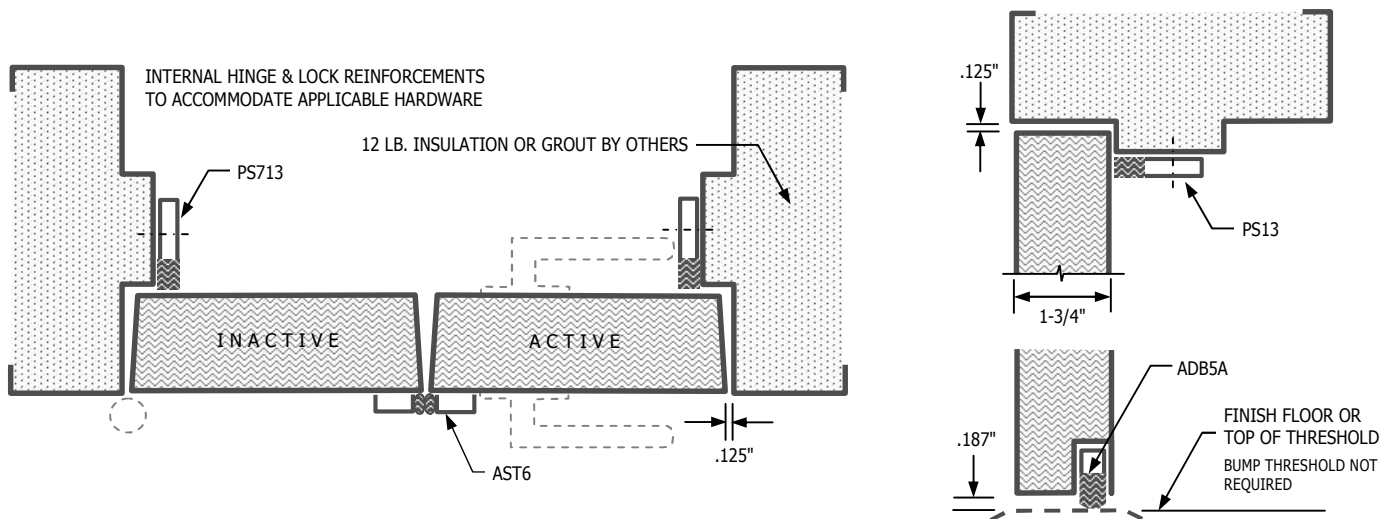 INTERNAL HINGE & LOCK REINFORCEMENTS
TO ACCOMMODATE APPLICABLE HARDWARE
12 LB. INSULATION OR GROUT BY OTHERS
PS713
INACTIVE
ACTIVE
.125"
AST6
.125"
PS13
1-3/4"
ADB5A
.187"
FINISH FLOOR OR
TOP OF THRESHOLD
BUMP THRESHOLD NOT
REQUIRED